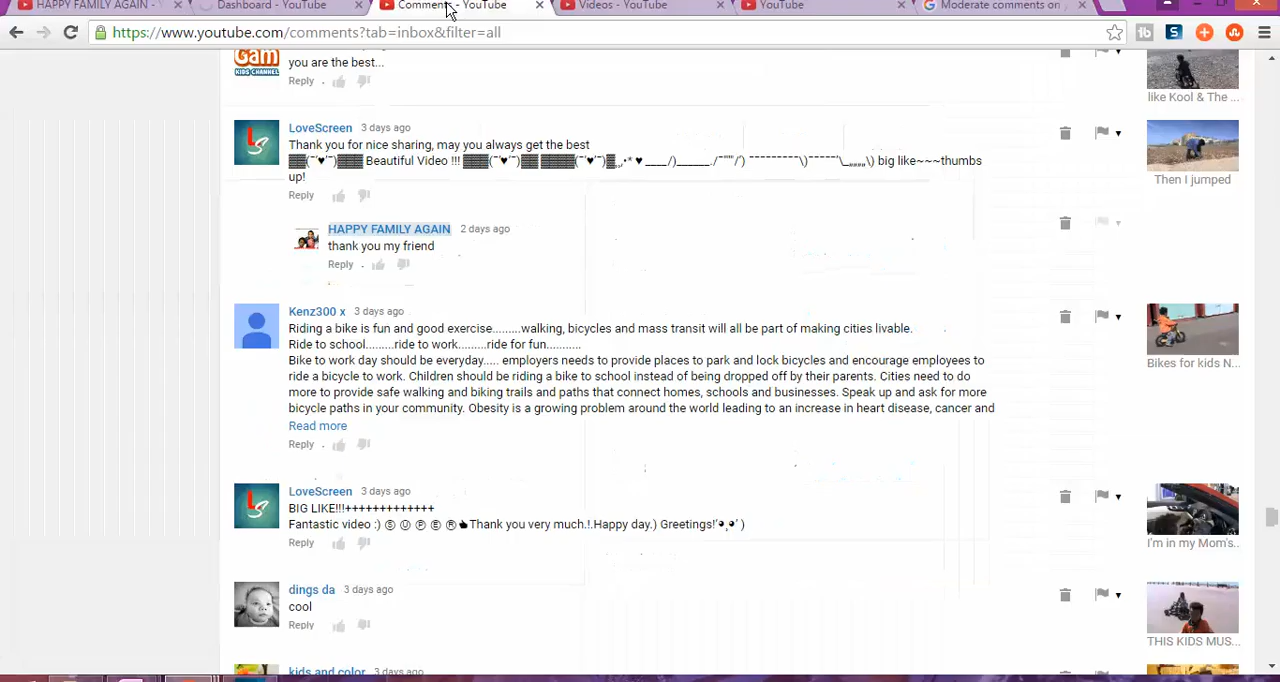 HAPPY FAMILY AGAIN -
Dashboard - YouTube
Comments - YouTube
Videos - YouTube
YouTube
Moderate comments on
https://www.youtube.com/comments?tab=inbox&filter=all
Gam
KIDS CHANNEL
you are the best...
Reply
like Kool & The ...
LoveScreen 3 days ago
Thank you for nice sharing, may you always get the best
▓▓(¯'♥'¯)▓▓▓ Beautiful Video !!! ▓▓▓(¯'♥'¯)▓▓ ▓▓▓▓(¯'♥'¯)▓,,•* ♥ ____/)______./¯"""/') ¯¯¯¯¯¯¯¯¯\)¯¯¯¯¯'\_„„„„\) big like~~~thumbs
up!
Reply
Then I jumped
HAPPY FAMILY AGAIN 2 days ago
thank you my friend
Reply
Kenz300 x 3 days ago
Riding a bike is fun and good exercise.........walking, bicycles and mass transit will all be part of making cities livable.
Ride to school.........ride to work.........ride for fun...........
Bike to work day should be everyday..... employers needs to provide places to park and lock bicycles and encourage employees to
ride a bicycle to work. Children should be riding a bike to school instead of being dropped off by their parents. Cities need to do
more to provide safe walking and biking trails and paths that connect homes, schools and businesses. Speak up and ask for more
bicycle paths in your community. Obesity is a growing problem around the world leading to an increase in heart disease, cancer and
Read more
Reply
Bikes for kids N...
LoveScreen 3 days ago
BIG LIKE!!!+++++++++++++
Fantastic video :) Ⓢ Ⓤ Ⓟ Ⓔ Ⓡ Thank you very much.!.Happy day.) Greetings!'◕¸◕' )
Reply
I'm in my Mom's..
dings da 3 days ago
cool
Reply
THIS KIDS MUS...
kids and color 3 days ago